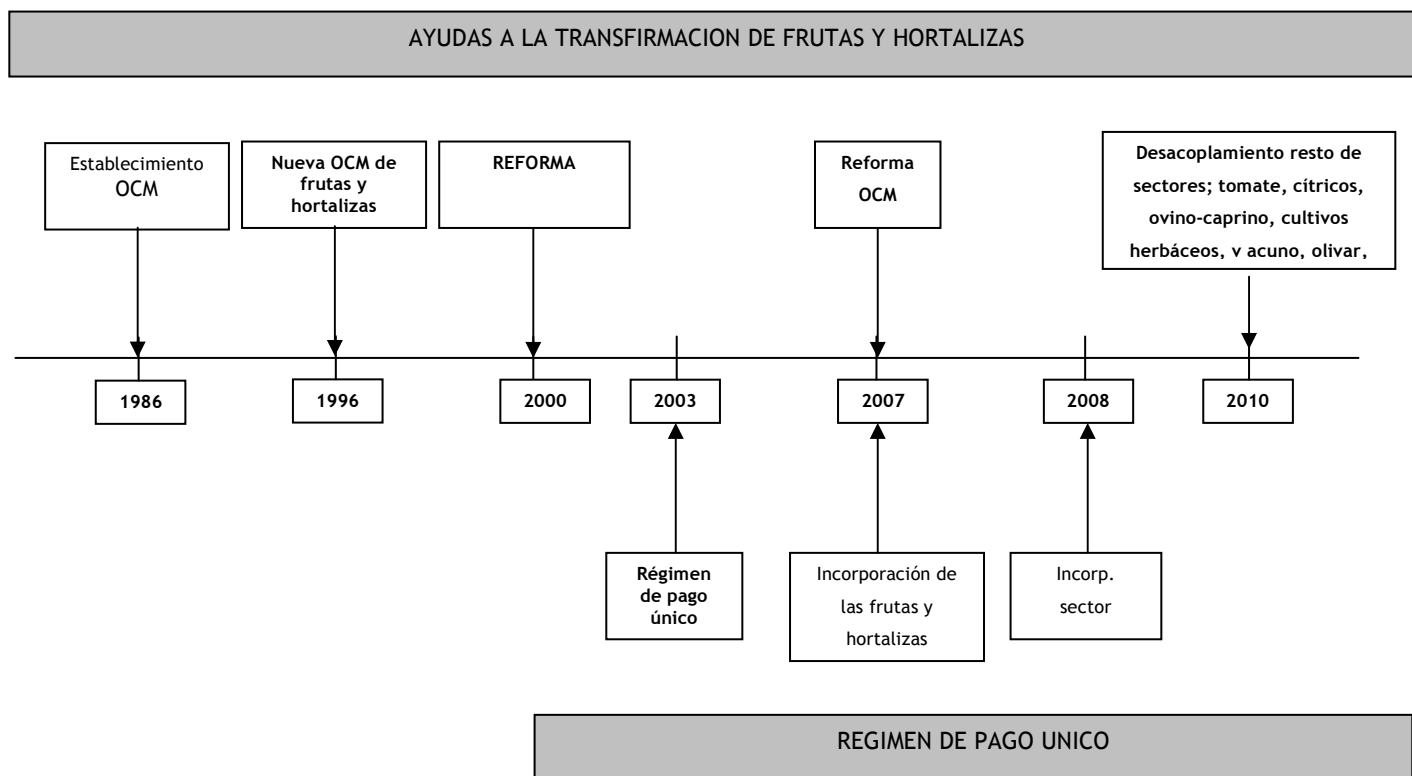 AYUDAS A LA TRANSFIRMACION DE FRUTAS Y HORTALIZAS
Establecimiento
OCM
Nueva OCM de
frutas y
hortalizas
REFORMA
Reforma
OCM
Desacoplamiento resto de
sectores; tomate, cítricos,
ovino-caprino, cultivos
herbáceos, v acuno, olivar,
1986
1996
2000
2003
2007
2008
2010
Régimen
de pago
único
Incorporación de
las frutas y
hortalizas
Incorp.
sector
REGIMEN DE PAGO UNICO